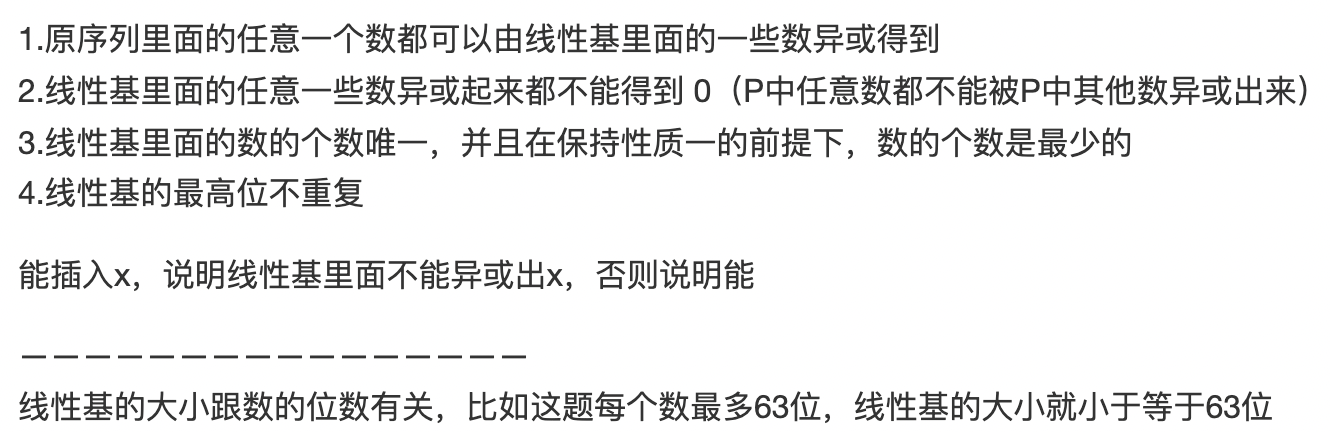 1.原序列里面的任意一个数都可以由线性基里面的一些数异或得到
2.线性基里面的任意一些数异或起来都不能得到 0（P中任意数都不能被P中其他数异或出来）
3.线性基里面的数的个数唯一，并且在保持性质一的前提下，数的个数是最少的
4.线性基的最高位不重复
能插入x，说明线性基里面不能异或出x，否则说明能
－－－－－－－－－－－－－－－－
线性基的大小跟数的位数有关，比如这题每个数最多63位，线性基的大小就小于等于63位